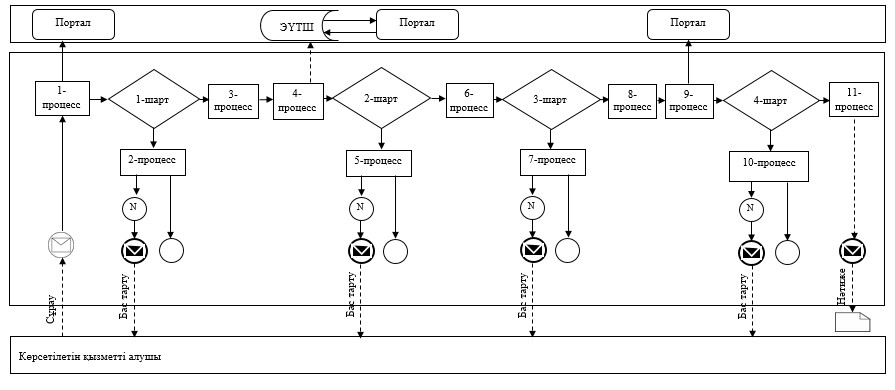 Портал
ЭҮТШ
Портал
Портал
1-
процесс
1-шарт
3-
процесс
4-
процесс
2-шарт
6-
процесс
3-шарт
8-
процесс
9-
процесс
4-шарт
11-
процесс
2-процесс
5-процесс
7-процесс
10-процесс
N
N
N
N
Сұрау
Бас тарту
Бас тарту
Бас тарту
Бас тарту
Нәтиже
Көрсетілетін қызметті алушы